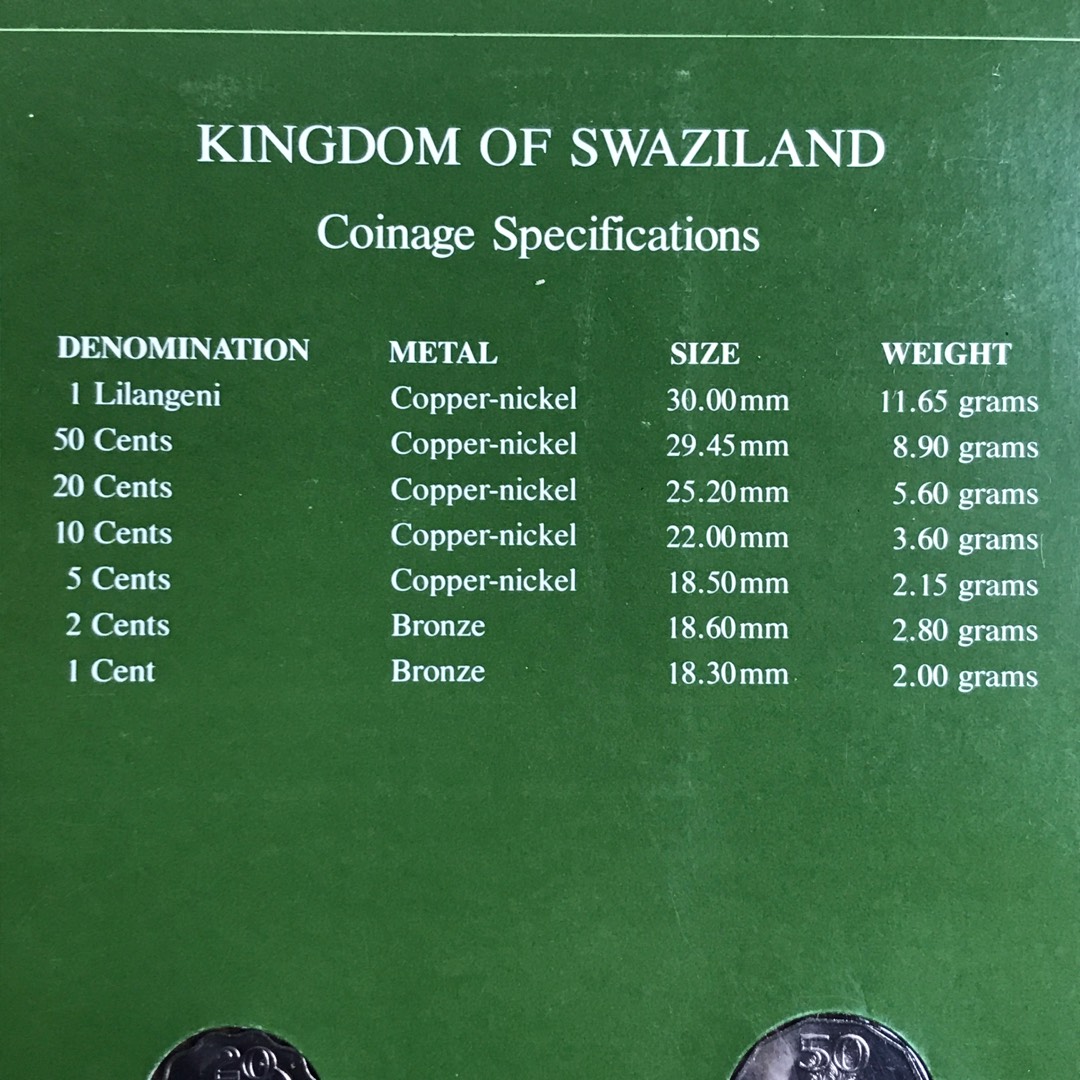 KINGDOM OF SWAZILAND
Coinage Specifications
DENOMINATION METAL SIZE WEIGHT
1 Lilangeni Copper-nickel 30.00mm 11.65 grams
50 Cents Copper-nickel 29.45mm 8.90 grams
20 Cents Copper-nickel 25.20mm 5.60 grams
10 Cents Copper-nickel 22.00mm 3.60 grams
5 Cents Copper-nickel 18.50mm 2.15 grams
2 Cents Bronze 18.60mm 2.80 grams
1 Cent Bronze 18.30mm 2.00 grams
50